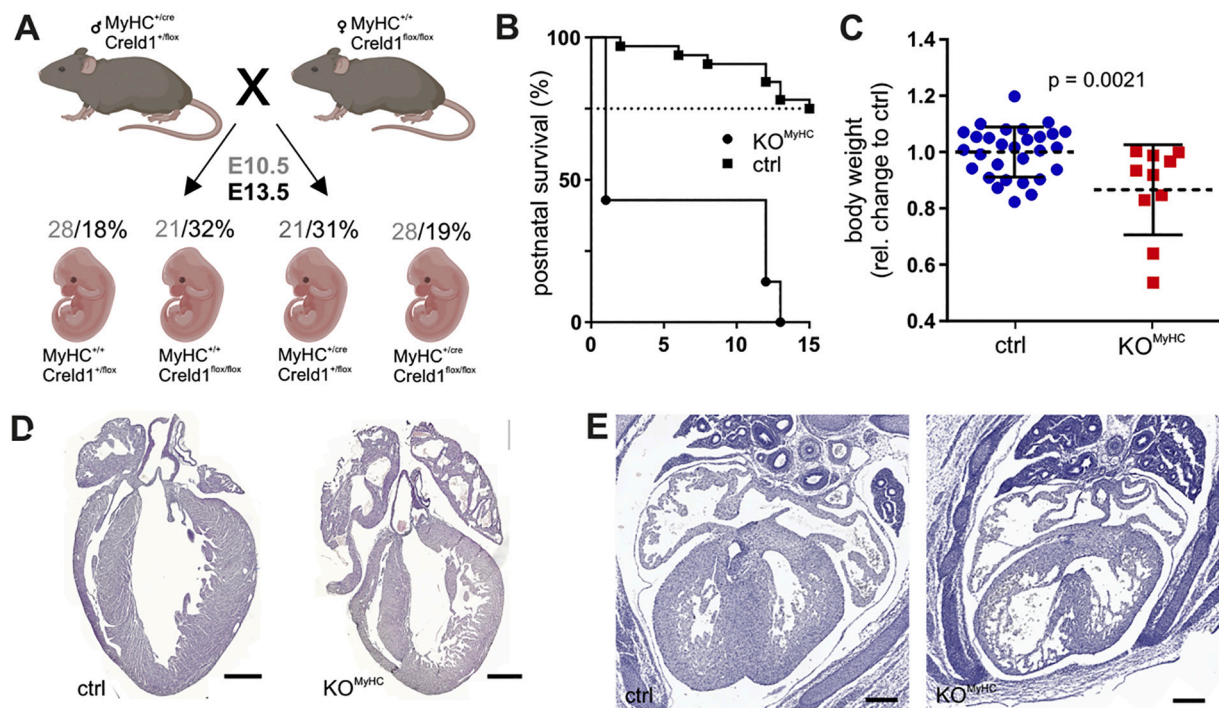 A
♂ MyHC+/cre
Creld1+/flox
♀ MyHC+/+
Creld1flox/flox
X
E10.5
E13.5
28/18%
21/32%
21/31%
28/19%
MyHC+/+
Creld1+/flox
MyHC+/+
Creld1flox/flox
MyHC+/cre
Creld1+/flox
MyHC+/cre
Creld1flox/flox
B
postnatal survival (%)
100
50
0
0
5
10
15
KOMyHC
ctrl
C
body weight
(rel. change to ctrl)
1.4
1.2
1.0
0.8
0.6
0.4
p = 0.0021
ctrl
KOMyHC
D
ctrl
KOMyHC
E
ctrl
KOMyHC